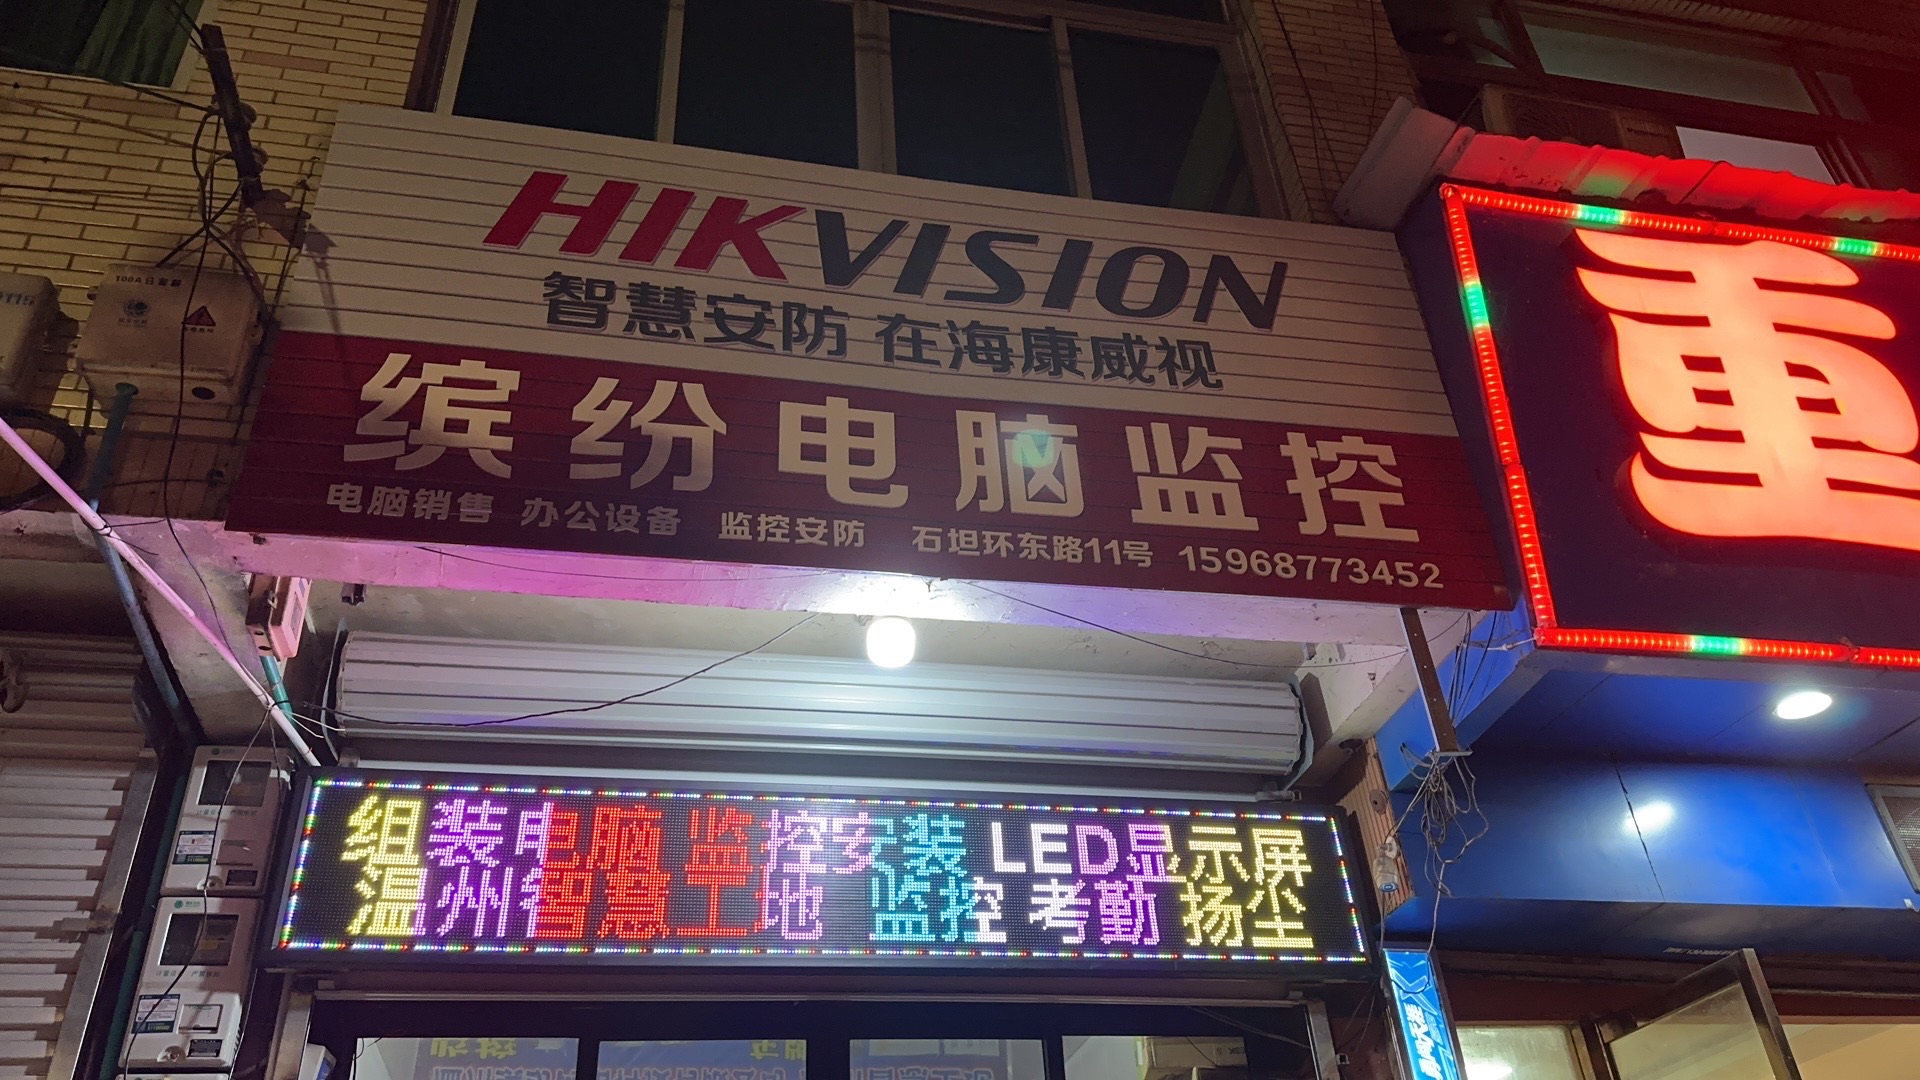 HIKVISION
智慧安防 在海康威视
缤纷电脑监控
电脑销售 办公设备 监控安防 石坦环东路11号 15968773452
重
100A
组装电脑 监控安装 LED显示屏
温州智慧工地 监控 考勤 扬尘